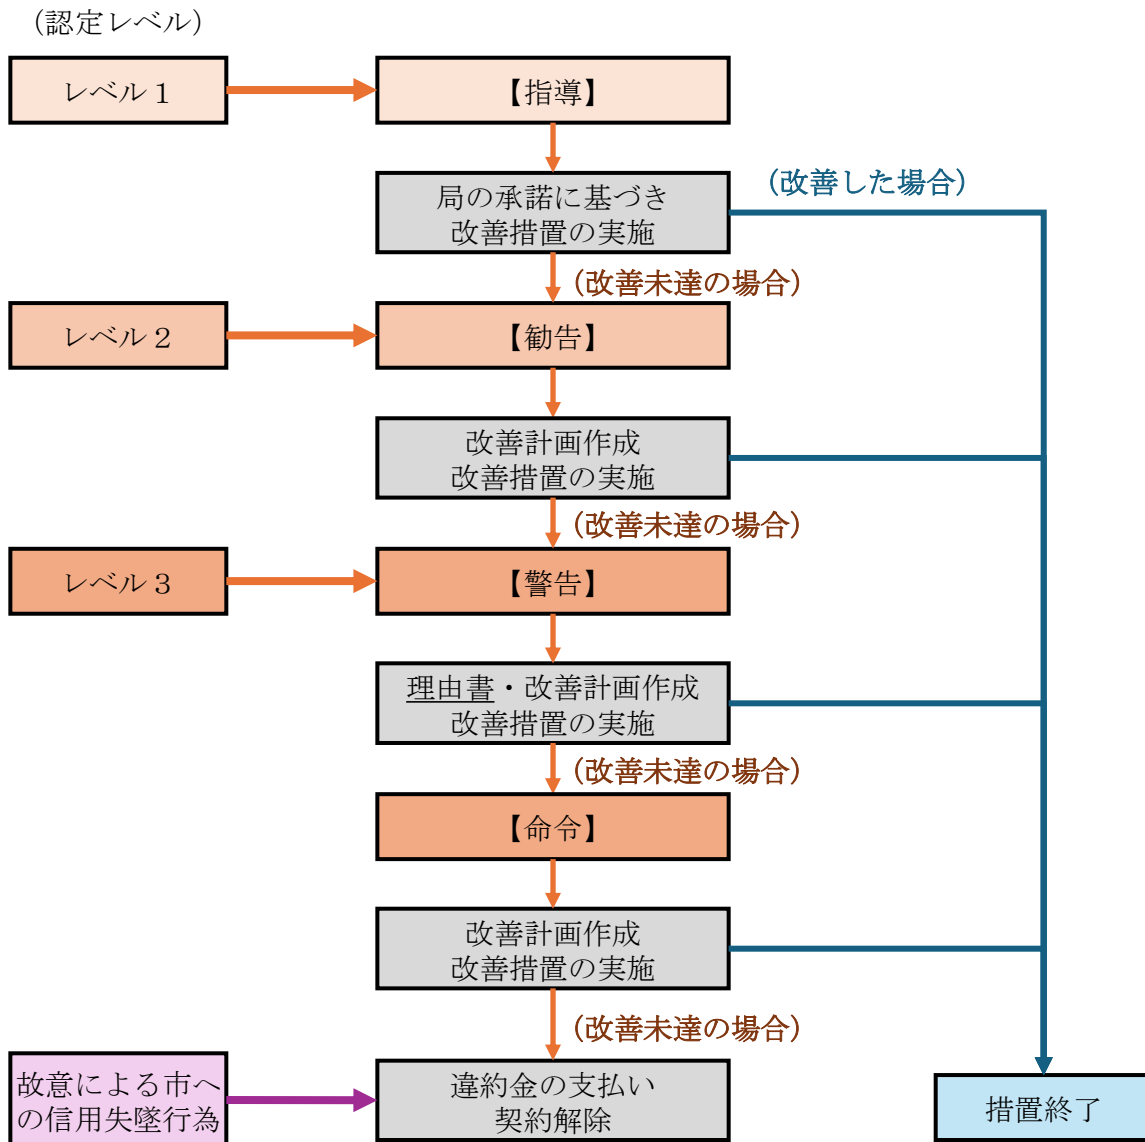 （認定レベル）
レベル１
【指導】
局の承諾に基づき
改善措置の実施
（改善した場合）
（改善未達の場合）
レベル２
【勧告】
改善計画作成
改善措置の実施
（改善未達の場合）
レベル３
【警告】
理由書・改善計画作成
改善措置の実施
（改善未達の場合）
【命令】
改善計画作成
改善措置の実施
（改善未達の場合）
故意による市へ
の信用失墜行為
違約金の支払い
契約解除
措置終了